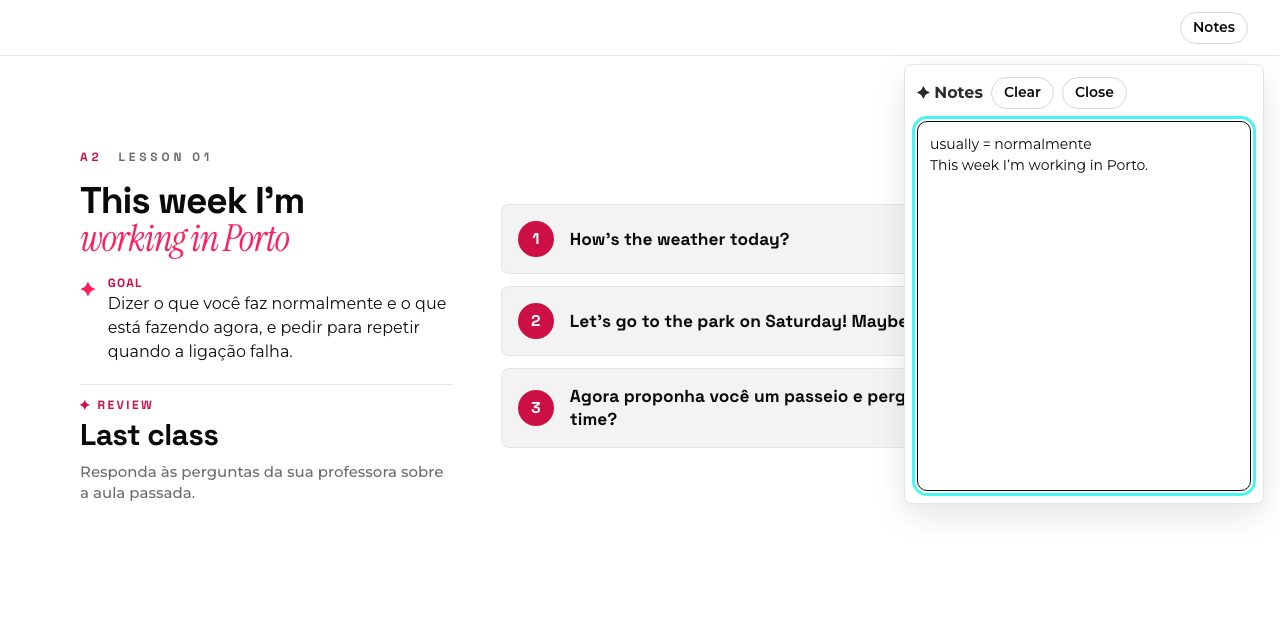 Notes
A2 LESSON 01
This week I'm
working in Porto
GOAL
Dizer o que você faz normalmente e o que
está fazendo agora, e pedir para repetir
quando a ligação falha.
REVIEW
Last class
Responda às perguntas da sua professora sobre
a aula passada.
1 How's the weather today?
2 Let's go to the park on Saturday! Maybe
3 Agora proponha você um passeio e
time?
Notes Clear Close
usually = normalmente
This week I'm working in Porto.